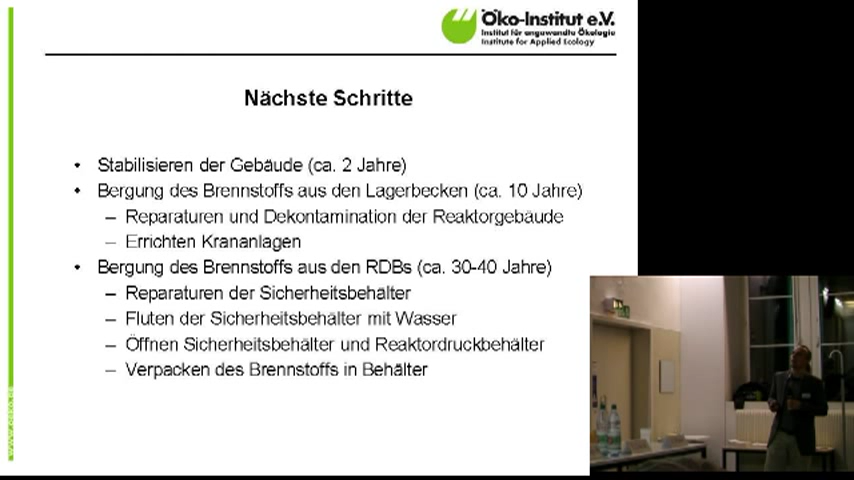 Öko-Institut e.V.
Institut für angewandte Ökologie
Institute for Applied Ecology
Nächste Schritte
• Stabilisieren der Gebäude (ca. 2 Jahre)
• Bergung des Brennstoffs aus den Lagerbecken (ca. 10 Jahre)
– Reparaturen und Dekontamination der Reaktorgebäude
– Errichten Krananlagen
• Bergung des Brennstoffs aus den RDBs (ca. 30-40 Jahre)
– Reparaturen der Sicherheitsbehälter
– Fluten der Sicherheitsbehälter mit Wasser
– Öffnen Sicherheitsbehälter und Reaktordruckbehälter
– Verpacken des Brennstoffs in Behälter
www.oeko.de